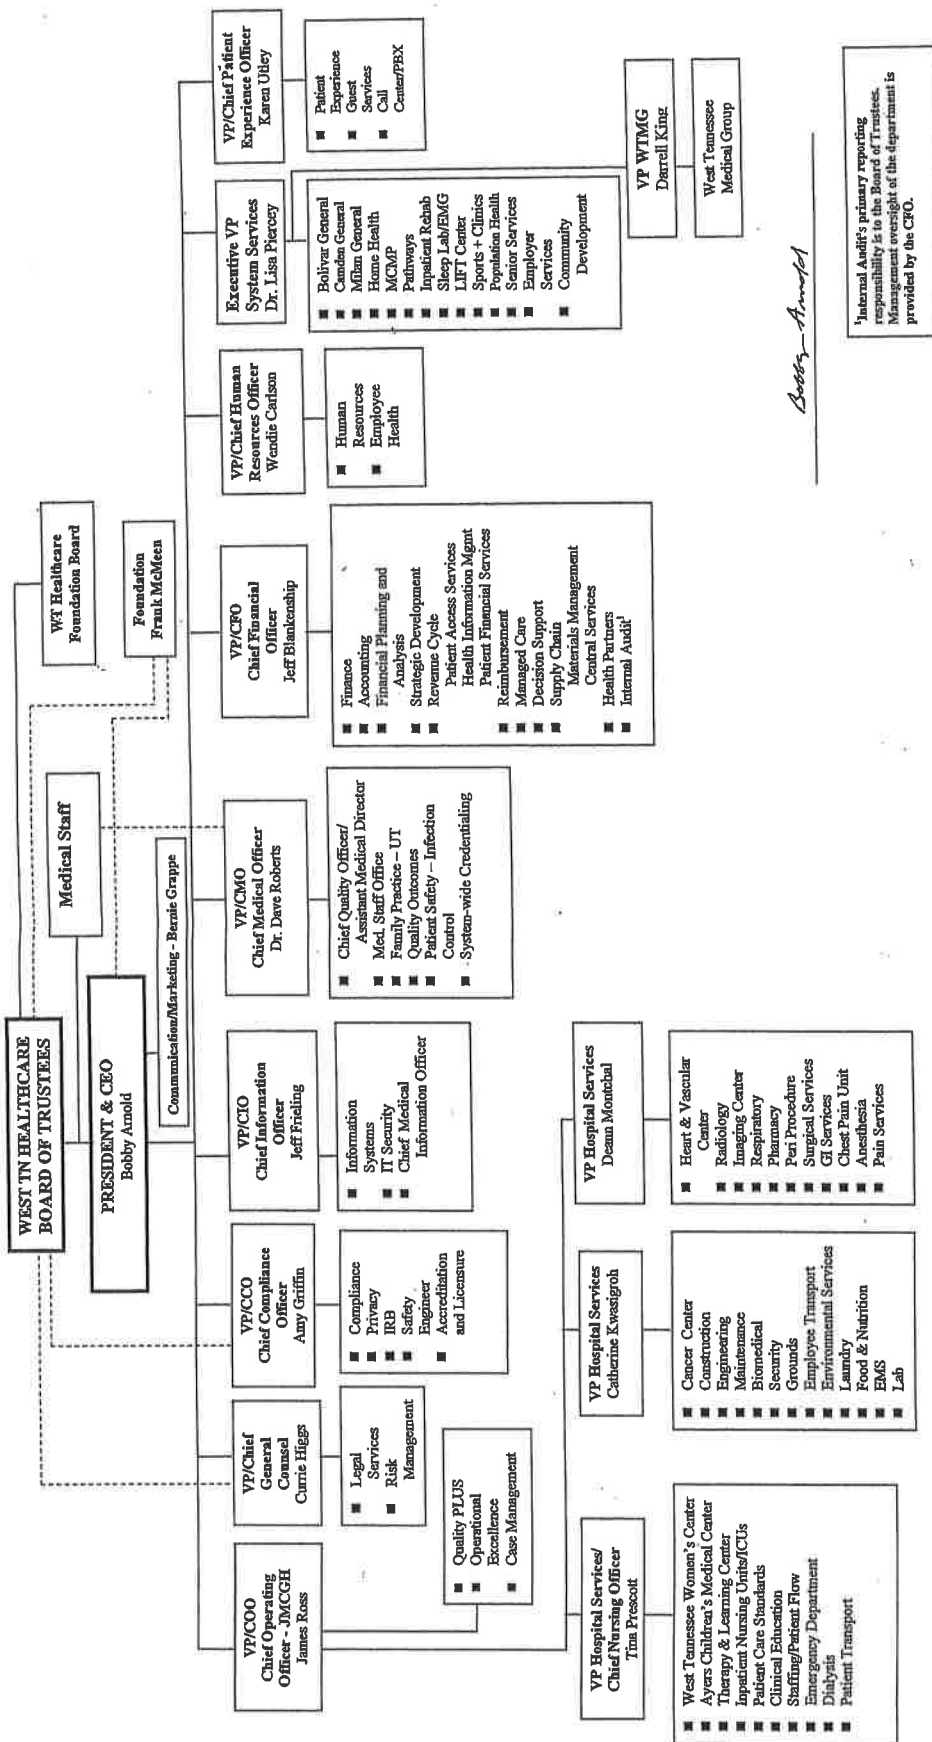 WEST TN HEALTHCARE
BOARD OF TRUSTEES
W.T Healthcare
Foundation Board
Medical Staff
Foundation
Frank McMeen
PRESIDENT & CEO
Bobby Arnold
Communication/Marketing - Bernie Grappe
VP/COO
Chief Operating
Officer - JMCGH
James Ross
VP/Chief
General
Counsel
Currie Higgs
VP/CCO
Chief Compliance
Officer
Amy Griffin
VP/CIO
Chief Information
Officer
Jeff Frieling
VP/CMO
Chief Medical Officer
Dr. Dave Roberts
VP/CFO
Chief Financial
Officer
Jeff Blankenship
VP/Chief Human
Resources Officer
Wendie Carlson
Executive VP
System Services
Dr. Lisa Piercey
VP/Chief Patient
Experience Officer
Karen Utley
■ Legal
Services
■ Risk
Management
■ Compliance
■ Privacy
■ IRB
■ Safety
Engineer
■ Accreditation
and Licensure
■ Information
Systems
■ IT Security
■ Chief Medical
Information Officer
■ Chief Quality Officer/
Assistant Medical Director
■ Med. Staff Office
■ Family Practice – UT
■ Quality Outcomes
■ Patient Safety – Infection
Control
■ System-wide Credentialing
■ Finance
■ Accounting
■ Financial Planning and
Analysis
■ Strategic Development
■ Revenue Cycle
Patient Access Services
Health Information Mgmt
Patient Financial Services
■ Reimbursement
■ Managed Care
■ Decision Support
■ Supply Chain
Materials Management
Central Services
■ Health Partners
■ Internal Audit¹
■ Human
Resources
■ Employee
Health
■ Bolivar General
■ Camden General
■ Milan General
■ Home Health
■ MCMP
■ Pathways
■ Inpatient Rehab
■ Sleep Lab/EMG
■ LIFT Center
■ Sports + Clinics
■ Population Health
■ Senior Services
■ Employer
Services
■ Community
Development
■ Patient
Experience
■ Guest
Services
■ Call
Center/PBX
■ Quality PLUS
■ Operational
Excellence
■ Case Management
VP Hospital Services/
Chief Nursing Officer
Tina Prescott
VP Hospital Services
Catherine Kwasigroh
VP Hospital Services
Deann Montchal
VP WTMG
Darrell King
West Tennessee
Medical Group
■ West Tennessee Women's Center
■ Ayers Children's Medical Center
■ Therapy & Learning Center
■ Inpatient Nursing Units/ICUs
■ Patient Care Standards
■ Clinical Education
■ Staffing/Patient Flow
■ Emergency Department
■ Dialysis
■ Patient Transport
■ Cancer Center
■ Construction
■ Engineering
■ Maintenance
■ Biomedical
■ Security
■ Grounds
■ Employee Transport
■ Environmental Services
■ Laundry
■ Food & Nutrition
■ EMS
■ Lab
■ Heart & Vascular
Center
■ Radiology
■ Imaging Center
■ Respiratory
■ Pharmacy
■ Peri Procedure
■ Surgical Services
■ GI Services
■ Chest Pain Unit
■ Anesthesia
■ Pain Services
Bobby Arnold
¹Internal Audit's primary reporting
responsibility is to the Board of Trustees.
Management oversight of the department is
provided by the CFO.